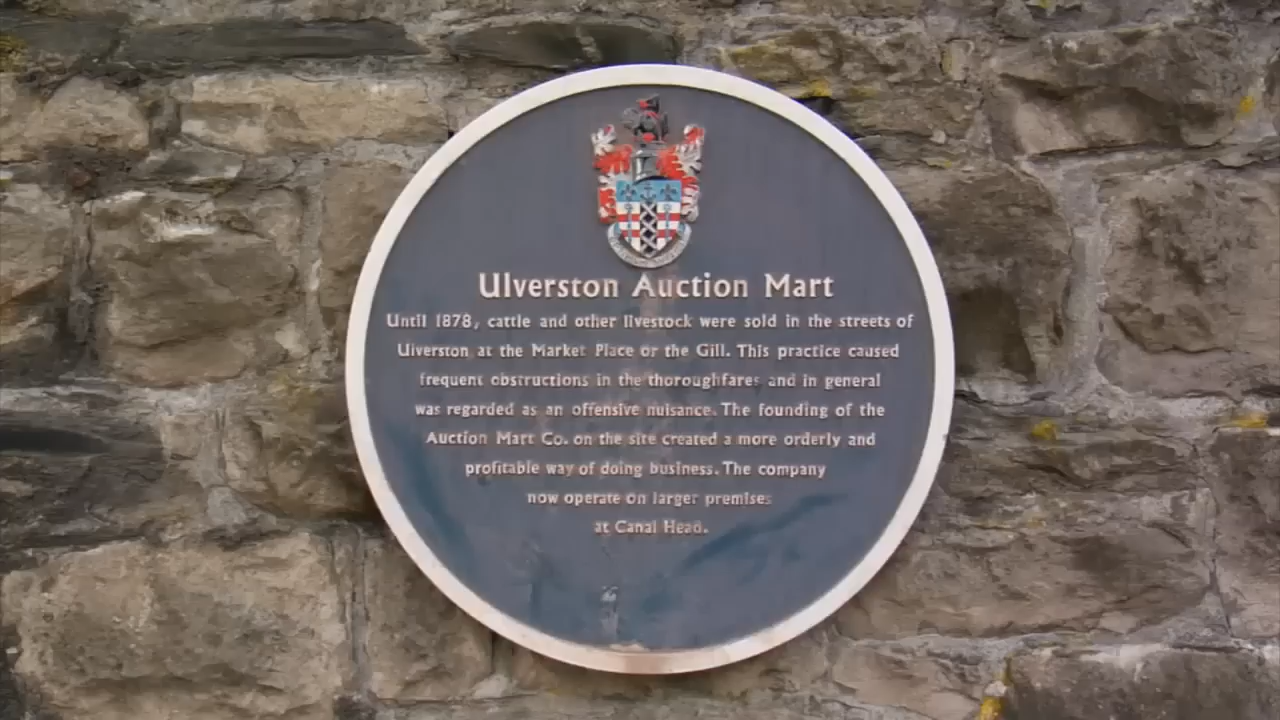 Ulverston Auction Mart
Until 1878, cattle and other livestock were sold in the streets of
Ulverston at the Market Place or the Gill. This practice caused
frequent obstructions in the thoroughfares and in general
was regarded as an offensive nuisance. The founding of the
Auction Mart Co. on the site created a more orderly and
profitable way of doing business. The company
now operate on larger premises
at Canal Head.